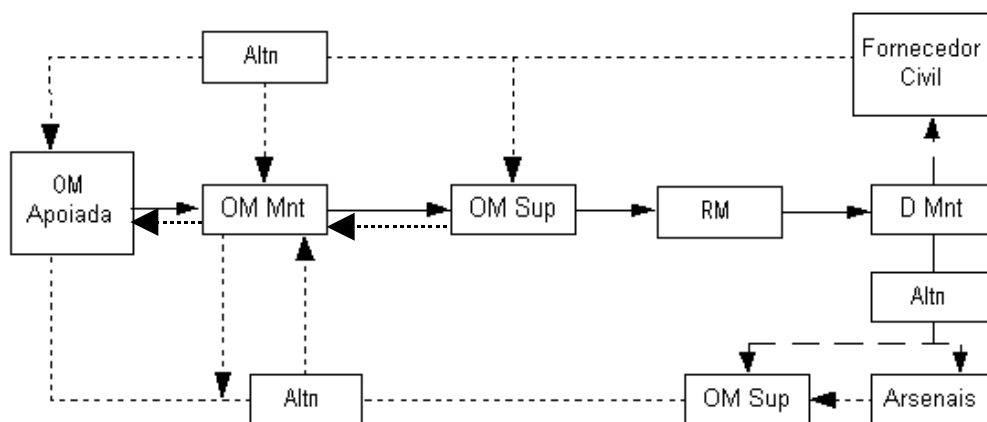 Altn
Fornecedor
Civil
OM
Apoiada
OM Mnt
OM Sup
RM
D Mnt
Altn
Altn
OM Sup
Arsenais